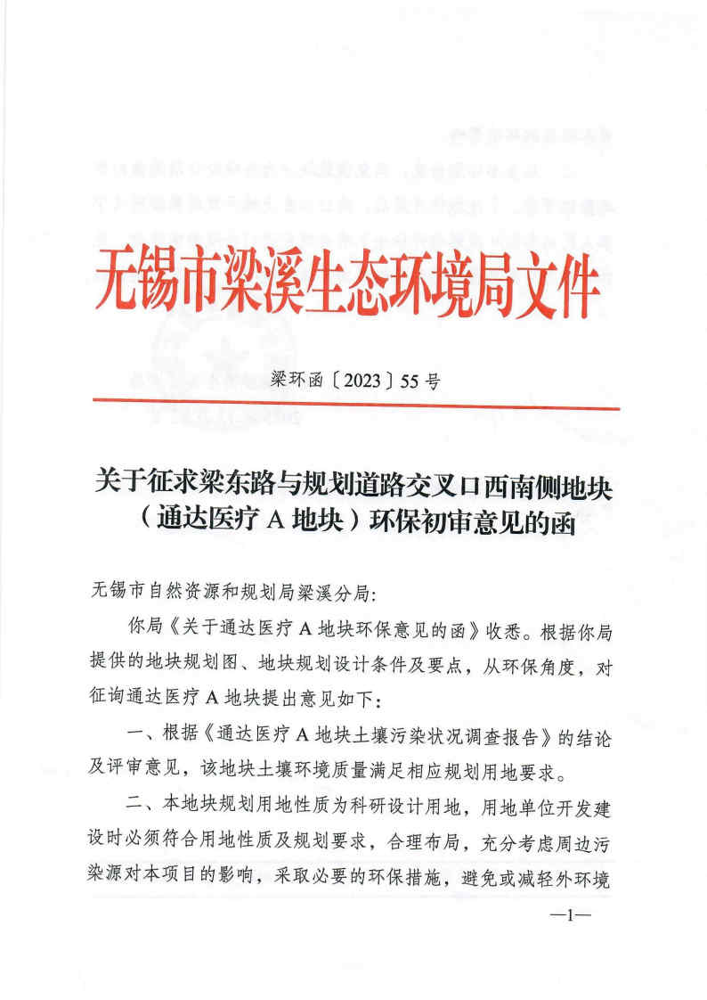 无锡市梁溪生态环境局文件
梁环函〔2023〕55号
关于征求梁东路与规划道路交叉口西南侧地块
（通达医疗 A 地块）环保初审意见的函
无锡市自然资源和规划局梁溪分局:
你局《关于通达医疗 A 地块环保意见的函》收悉。根据你局
提供的地块规划图、地块规划设计条件及要点，从环保角度，对
征询通达医疗 A 地块提出意见如下：
一、根据《通达医疗 A 地块土壤污染状况调查报告》的结论
及评审意见，该地块土壤环境质量满足相应规划用地要求。
二、本地块规划用地性质为科研设计用地，用地单位开发建
设时必须符合用地性质及规划要求，合理布局，充分考虑周边污
染源对本项目的影响，采取必要的环保措施，避免或减轻外环境
—1—